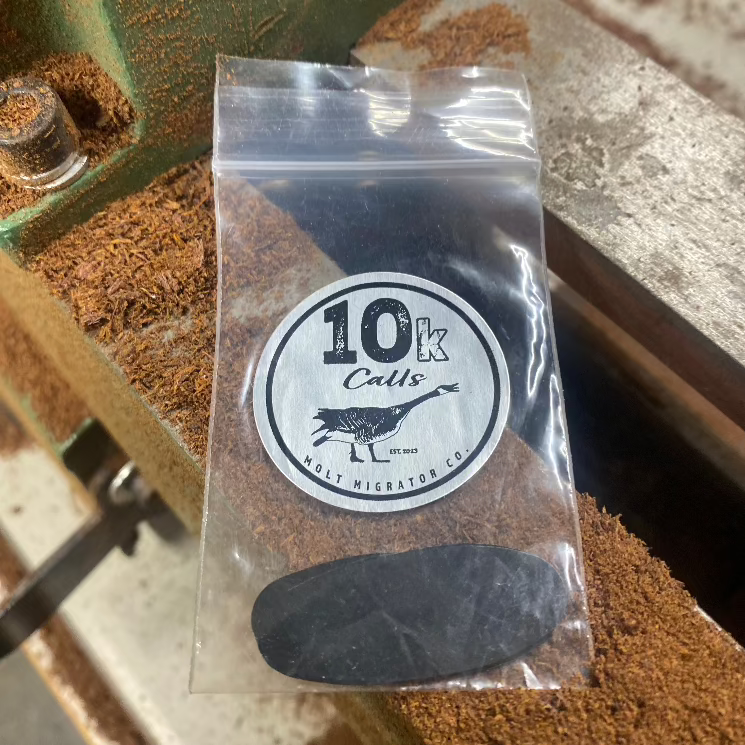 10k
Calls
EST. 2023
MOLT MIGRATOR CO.